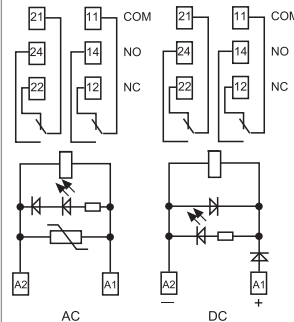 21 11 COM 21 11 COM
24 14 NO 24 14 NO
22 12 NC 22 12 NC
A2 A1 A2 A1
— +
AC DC